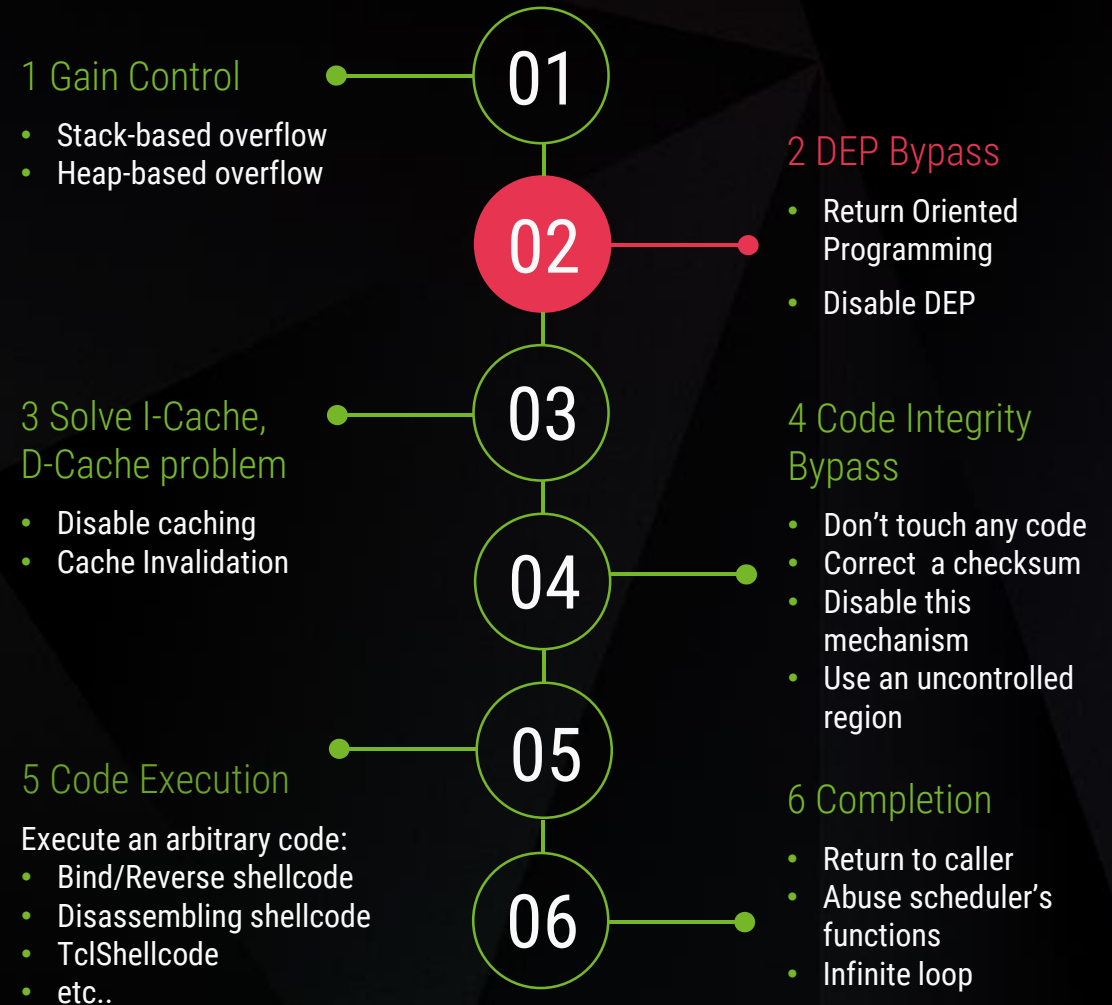 01
1 Gain Control
• Stack-based overflow
• Heap-based overflow
02
2 DEP Bypass
• Return Oriented
Programming
• Disable DEP
03
3 Solve I-Cache,
D-Cache problem
• Disable caching
• Cache Invalidation
04
4 Code Integrity
Bypass
• Don’t touch any code
• Correct  a checksum
• Disable this
mechanism
• Use an uncontrolled
region
05
5 Code Execution
Execute an arbitrary code:
• Bind/Reverse shellcode
• Disassembling shellcode
• TclShellcode
• etc..
06
6 Completion
• Return to caller
• Abuse scheduler’s
functions
• Infinite loop